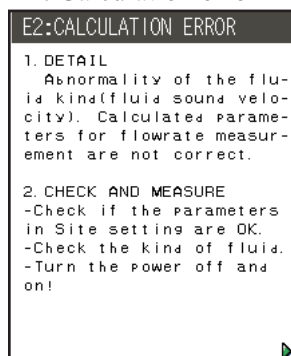 E2:CALCULATION ERROR
1. DETAIL
Abnormality of the flu-
id kind(fluid sound velo-
city). Calculated parame-
ters for flowrate measur-
ement are not correct.
2. CHECK AND MEASURE
-Check if the parameters
in Site setting are OK.
-Check the kind of fluid.
-Turn the power off and
on!